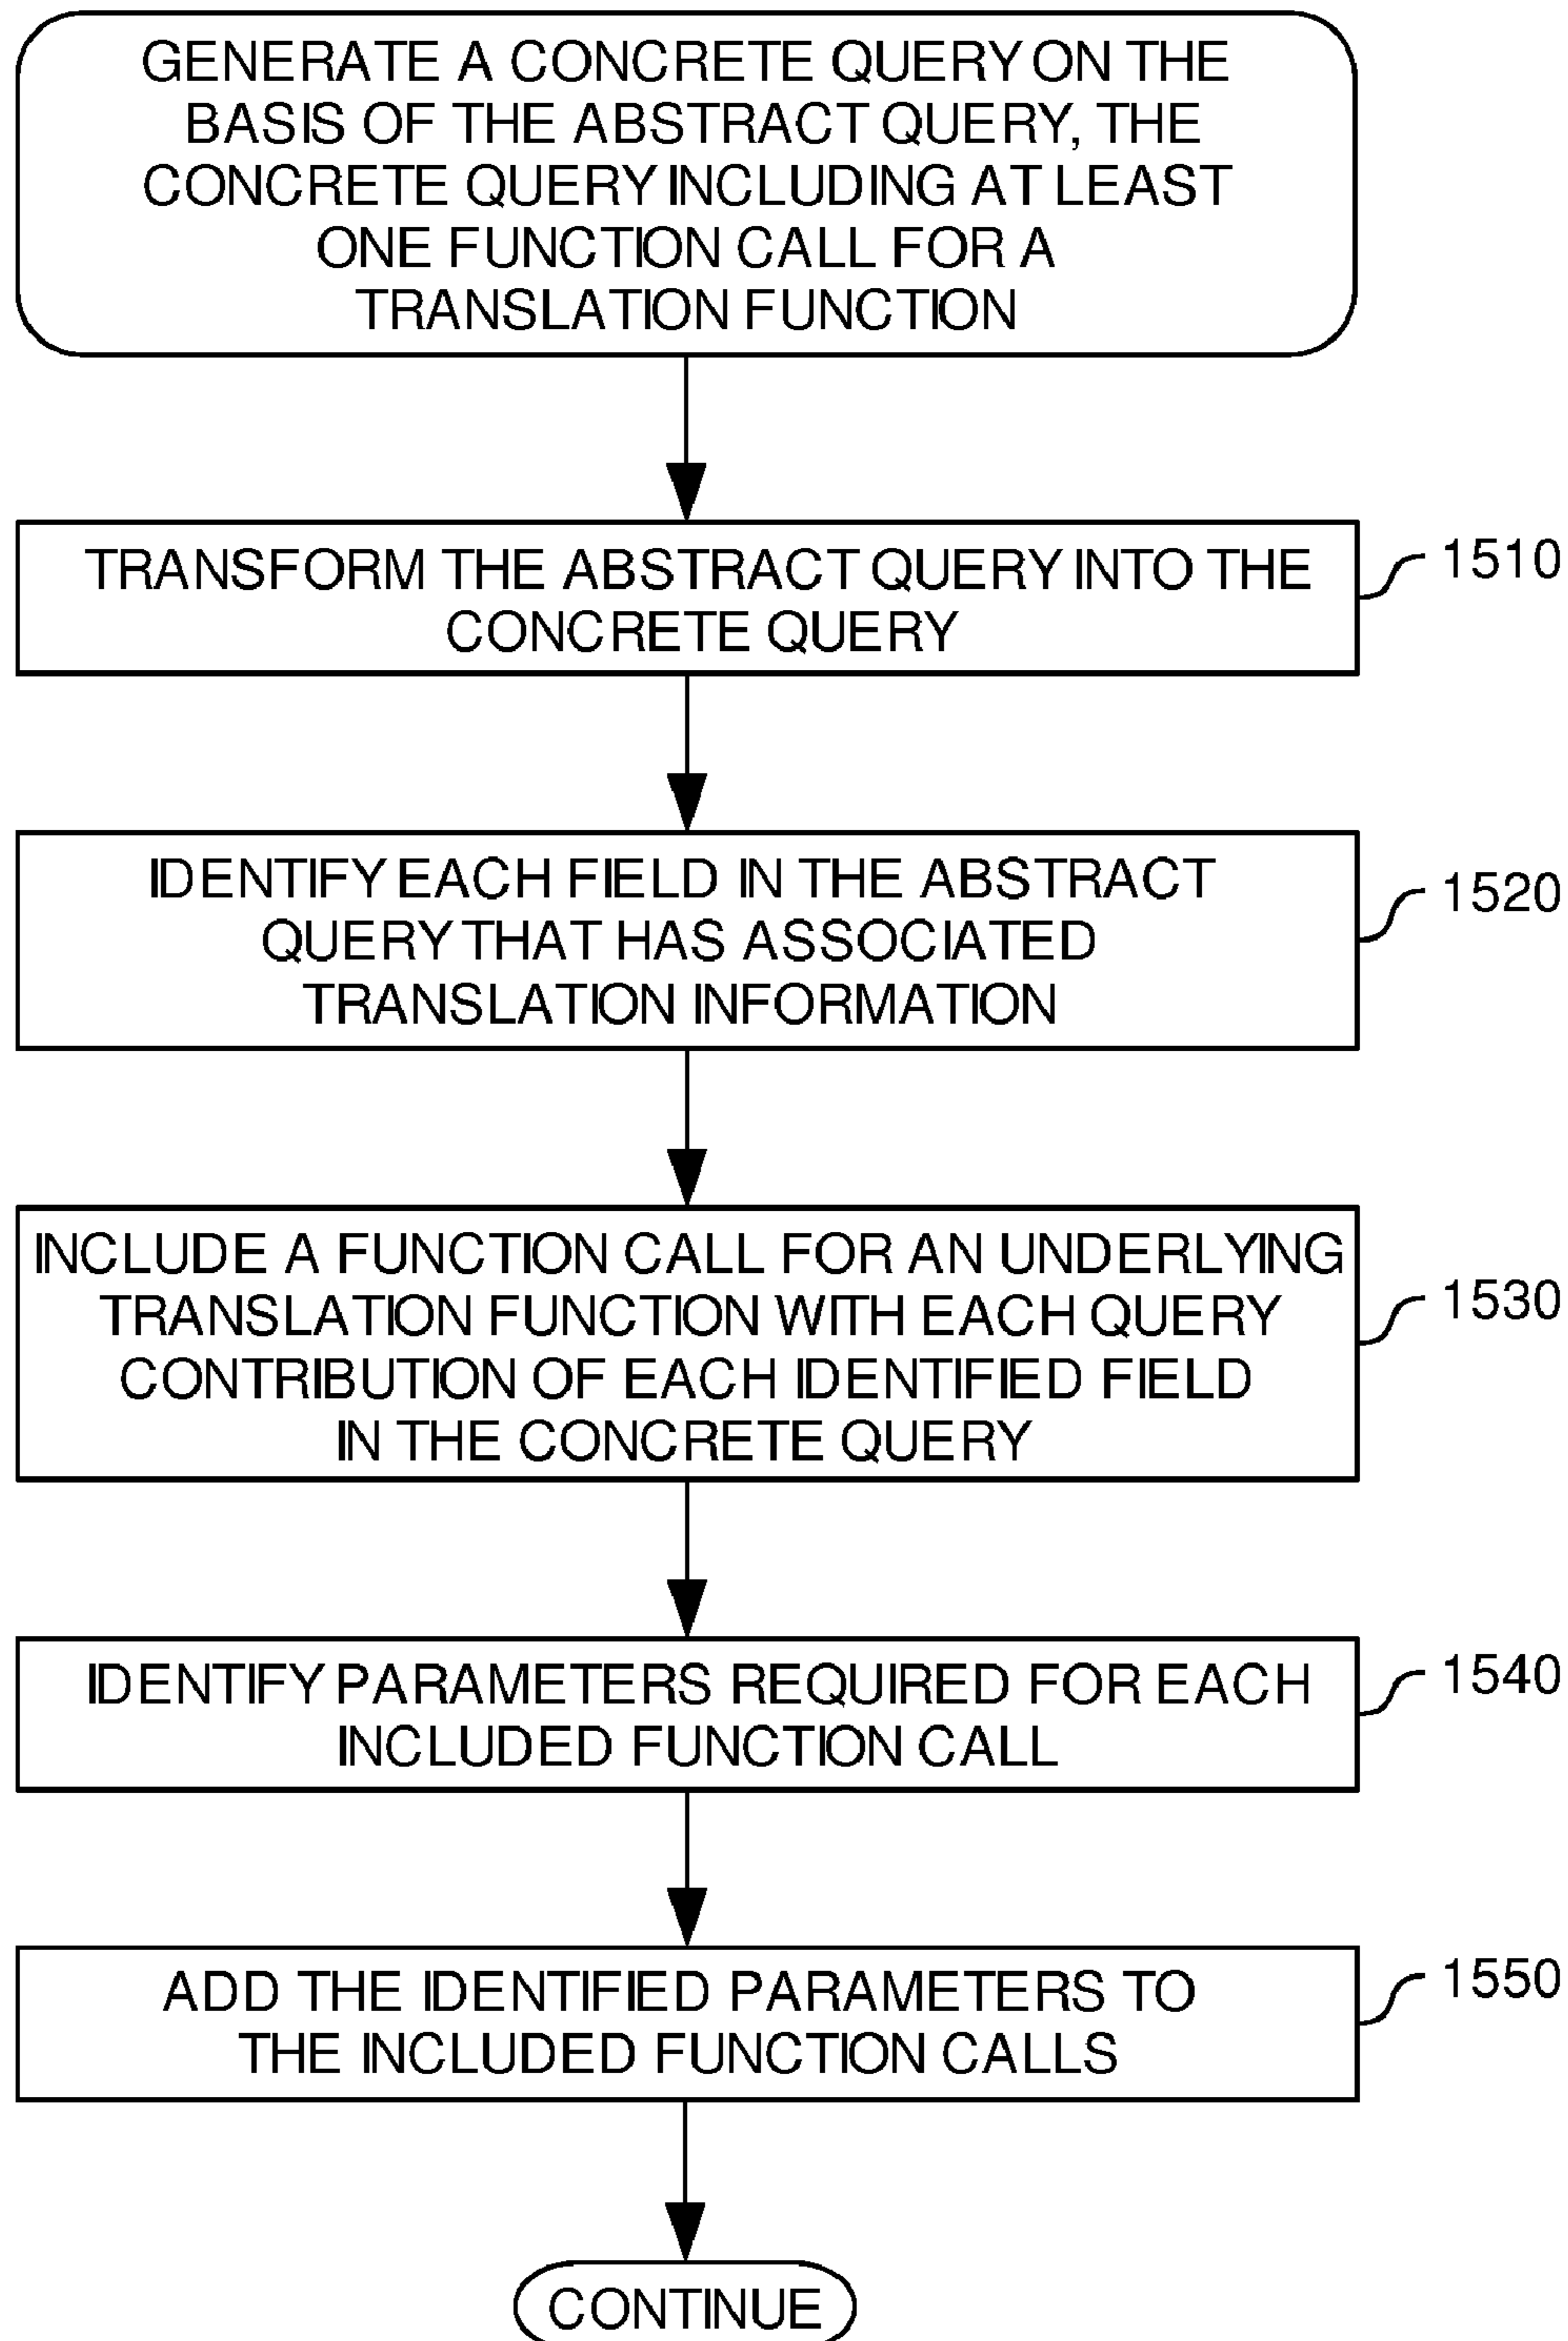 GENERATE A CONCRETE QUERY ON THE
BASIS OF THE ABSTRACT QUERY, THE
CONCRETE QUERY INCLUDING AT LEAST
ONE FUNCTION CALL FOR A
TRANSLATION FUNCTION
TRANSFORM THE ABSTRACT QUERY INTO THE
CONCRETE QUERY
1510
IDENTIFY EACH FIELD IN THE ABSTRACT
QUERY THAT HAS ASSOCIATED
TRANSLATION INFORMATION
1520
INCLUDE A FUNCTION CALL FOR AN UNDERLYING
TRANSLATION FUNCTION WITH EACH QUERY
CONTRIBUTION OF EACH IDENTIFIED FIELD
IN THE CONCRETE QUERY
1530
IDENTIFY PARAMETERS REQUIRED FOR EACH
INCLUDED FUNCTION CALL
1540
ADD THE IDENTIFIED PARAMETERS TO
THE INCLUDED FUNCTION CALLS
1550
CONTINUE